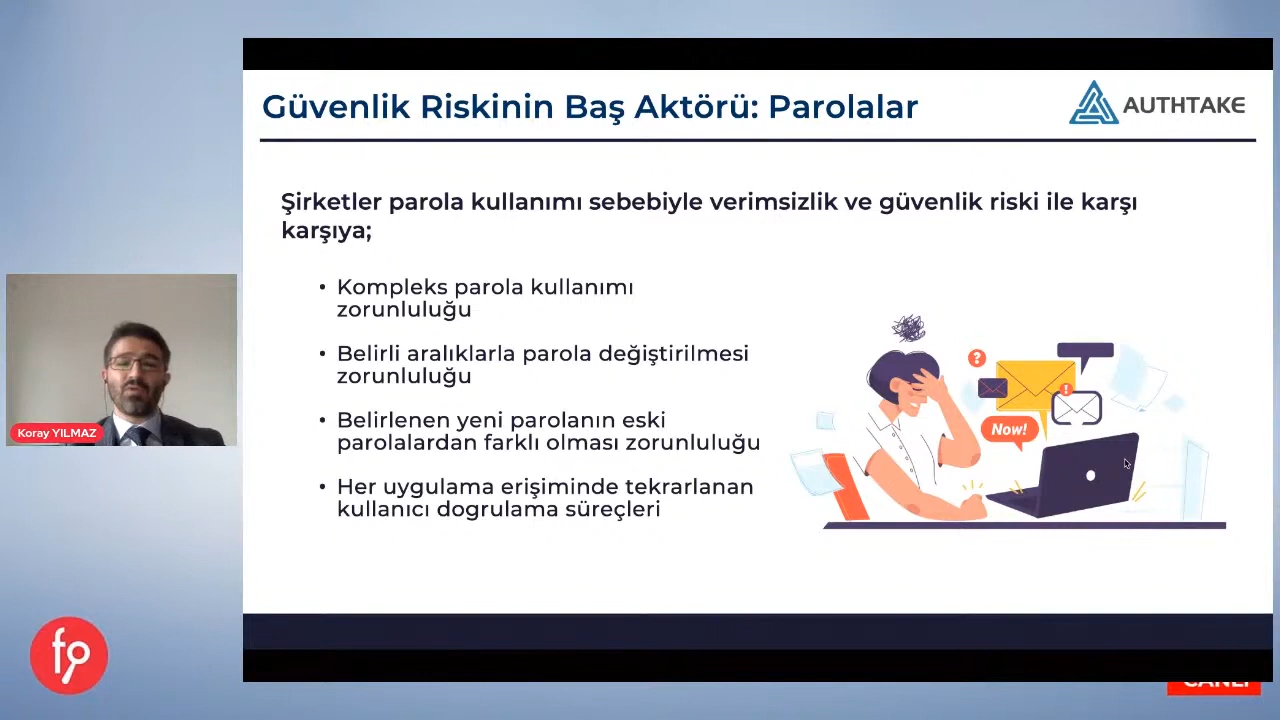 Güvenlik Riskinin Baş Aktörü: Parolalar
AUTHTAKE
Şirketler parola kullanımı sebebiyle verimsizlik ve güvenlik riski ile karşı
karşıya;
• Kompleks parola kullanımı
zorunluluğu
• Belirli aralıklarla parola değiştirilmesi
zorunluluğu
• Belirlenen yeni parolanın eski
parolalardan farklı olması zorunluluğu
• Her uygulama erişiminde tekrarlanan
kullanıcı dogrulama süreçleri
?
!
Now!
Koray YILMAZ
fp
CANLI